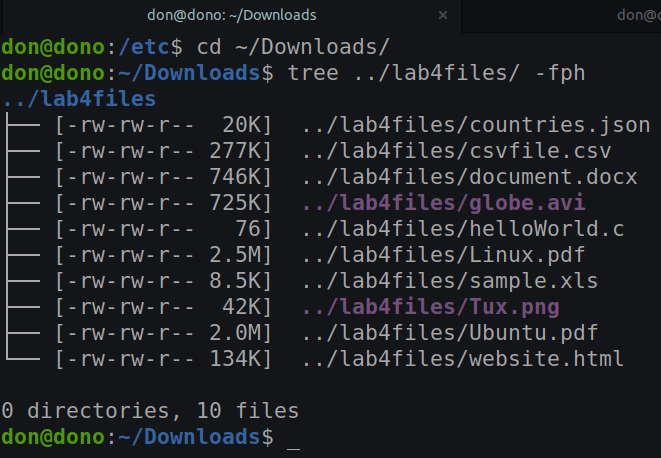 don@dono: ~/Downloads × don@do
don@dono:/etc$ cd ~/Downloads/
don@dono:~/Downloads$ tree ../lab4files/ -fph
../lab4files
├── [-rw-rw-r--  20K]  ../lab4files/countries.json
├── [-rw-rw-r-- 277K]  ../lab4files/csvfile.csv
├── [-rw-rw-r-- 746K]  ../lab4files/document.docx
├── [-rw-rw-r-- 725K]  ../lab4files/globe.avi
├── [-rw-rw-r--   76]  ../lab4files/helloWorld.c
├── [-rw-rw-r-- 2.5M]  ../lab4files/Linux.pdf
├── [-rw-rw-r-- 8.5K]  ../lab4files/sample.xls
├── [-rw-rw-r--  42K]  ../lab4files/Tux.png
├── [-rw-rw-r-- 2.0M]  ../lab4files/Ubuntu.pdf
└── [-rw-rw-r-- 134K]  ../lab4files/website.html
0 directories, 10 files
don@dono:~/Downloads$ _